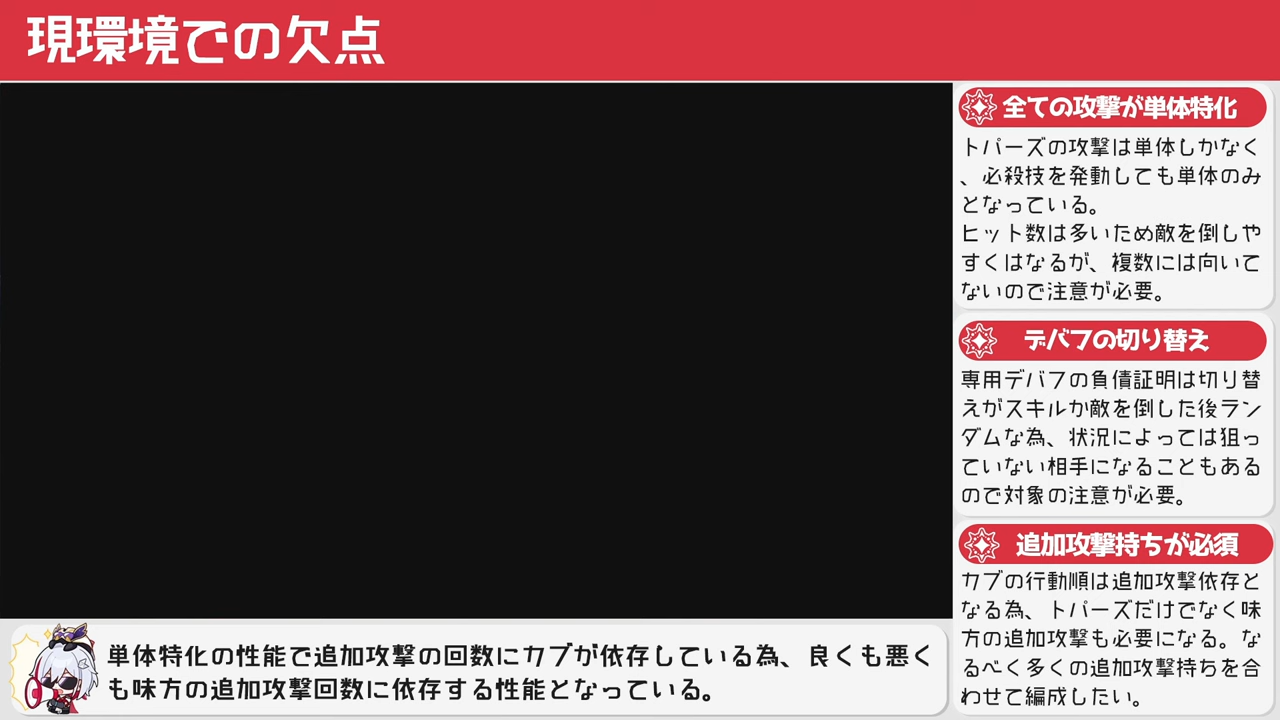 現環境での欠点
全ての攻撃が単体特化
トパーズの攻撃は単体しかなく
、必殺技を発動しても単体のみ
となっている。
ヒット数は多いため敵を倒しや
すくはなるが、複数には向いて
ないので注意が必要。
デバフの切り替え
専用デバフの負債証明は切り替
えがスキルか敵を倒した後ラン
ダムな為、状況によっては狙っ
ていない相手になることもある
ので対象の注意が必要。
追加攻撃持ちが必須
カブの行動順は追加攻撃依存と
なる為、トパーズだけでなく味
方の追加攻撃も必要になる。な
るべく多くの追加攻撃持ちを合
わせて編成したい。
単体特化の性能で追加攻撃の回数にカブが依存している為、良くも悪く
も味方の追加攻撃回数に依存する性能となっている。